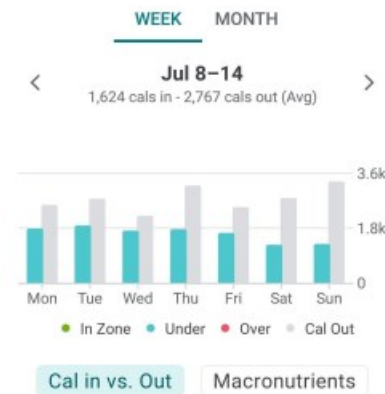 WEEK MONTH
Jul 8–14
1,624 cals in - 2,767 cals out (Avg)
3.6k
1.8k
0
Mon Tue Wed Thu Fri Sat Sun
In Zone Under Over Cal Out
Cal in vs. Out Macronutrients